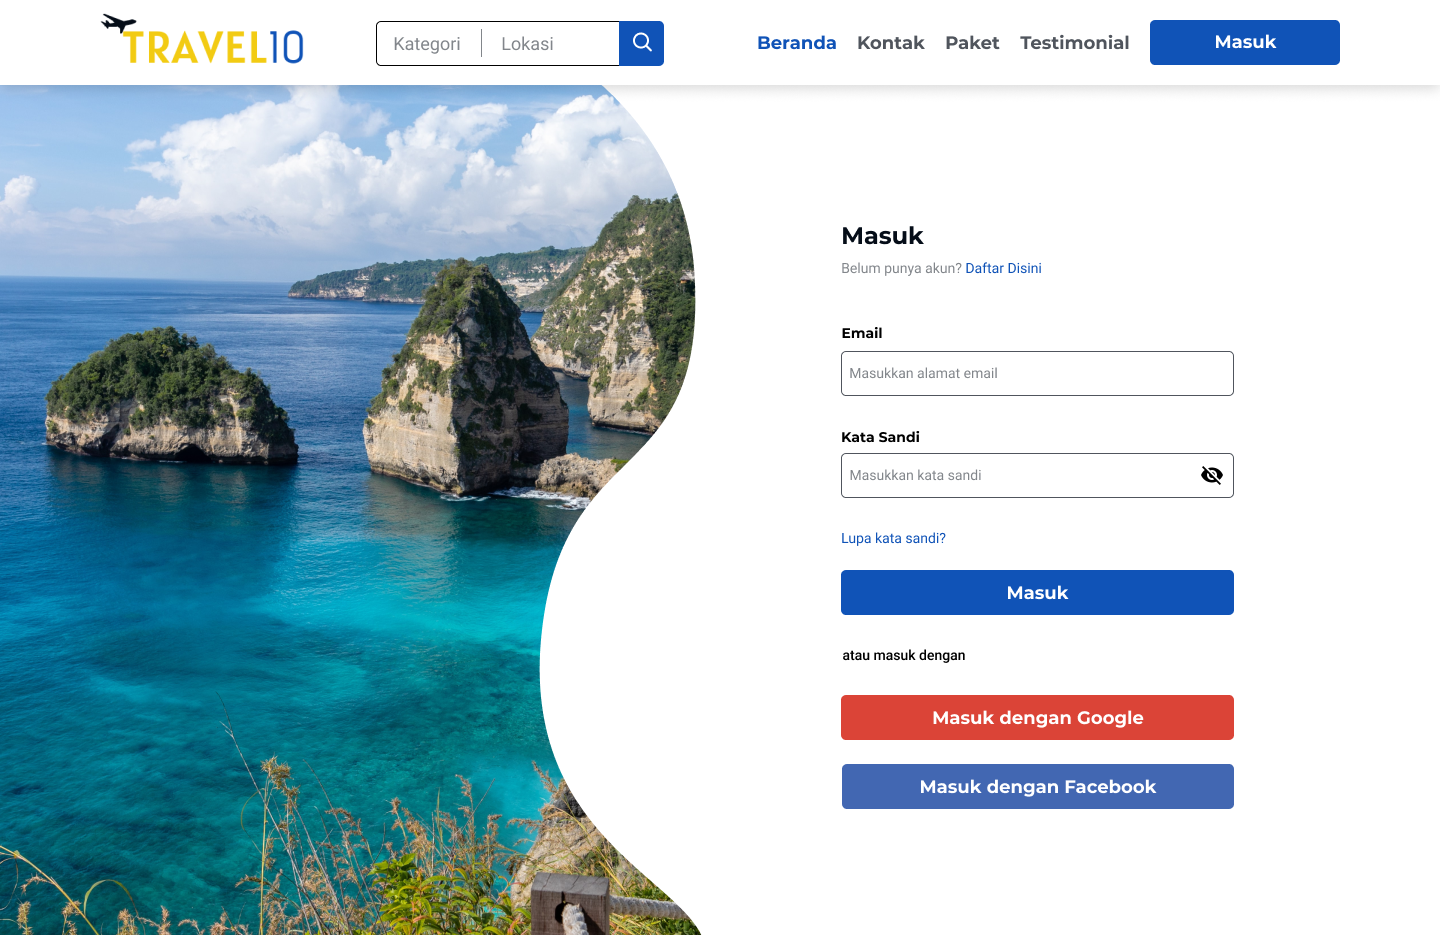 TRAVEL10
Kategori
Lokasi
Beranda
Kontak
Paket
Testimonial
Masuk
Masuk
Belum punya akun? Daftar Disini
Email
Masukkan alamat email
Kata Sandi
Masukkan kata sandi
Lupa kata sandi?
Masuk
atau masuk dengan
Masuk dengan Google
Masuk dengan Facebook